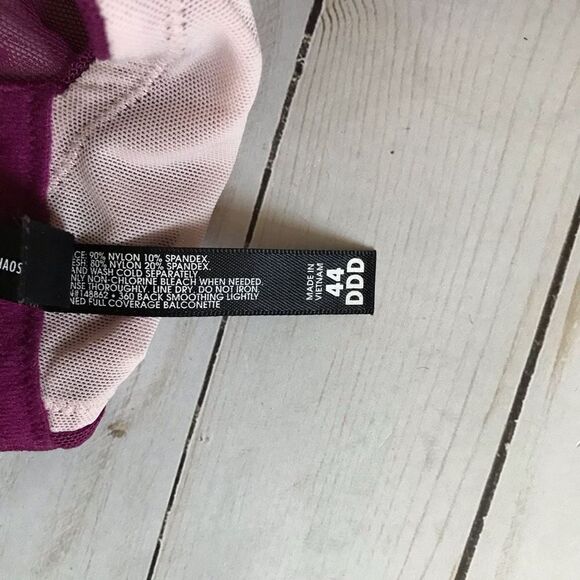 HAOS
CE: 90% NYLON 10% SPANDEX.
ESH: 80% NYLON 20% SPANDEX.
AND WASH COLD SEPARATELY
NLY NON-CHLORINE BLEACH WHEN NEEDED.
NSE THOROUGHLY. LINE DRY. DO NOT IRON.
148862 • 360 BACK SMOOTHING LIGHTLY
NED FULL COVERAGE BALCONETTE
MADE IN
VIETNAM
44
DDD